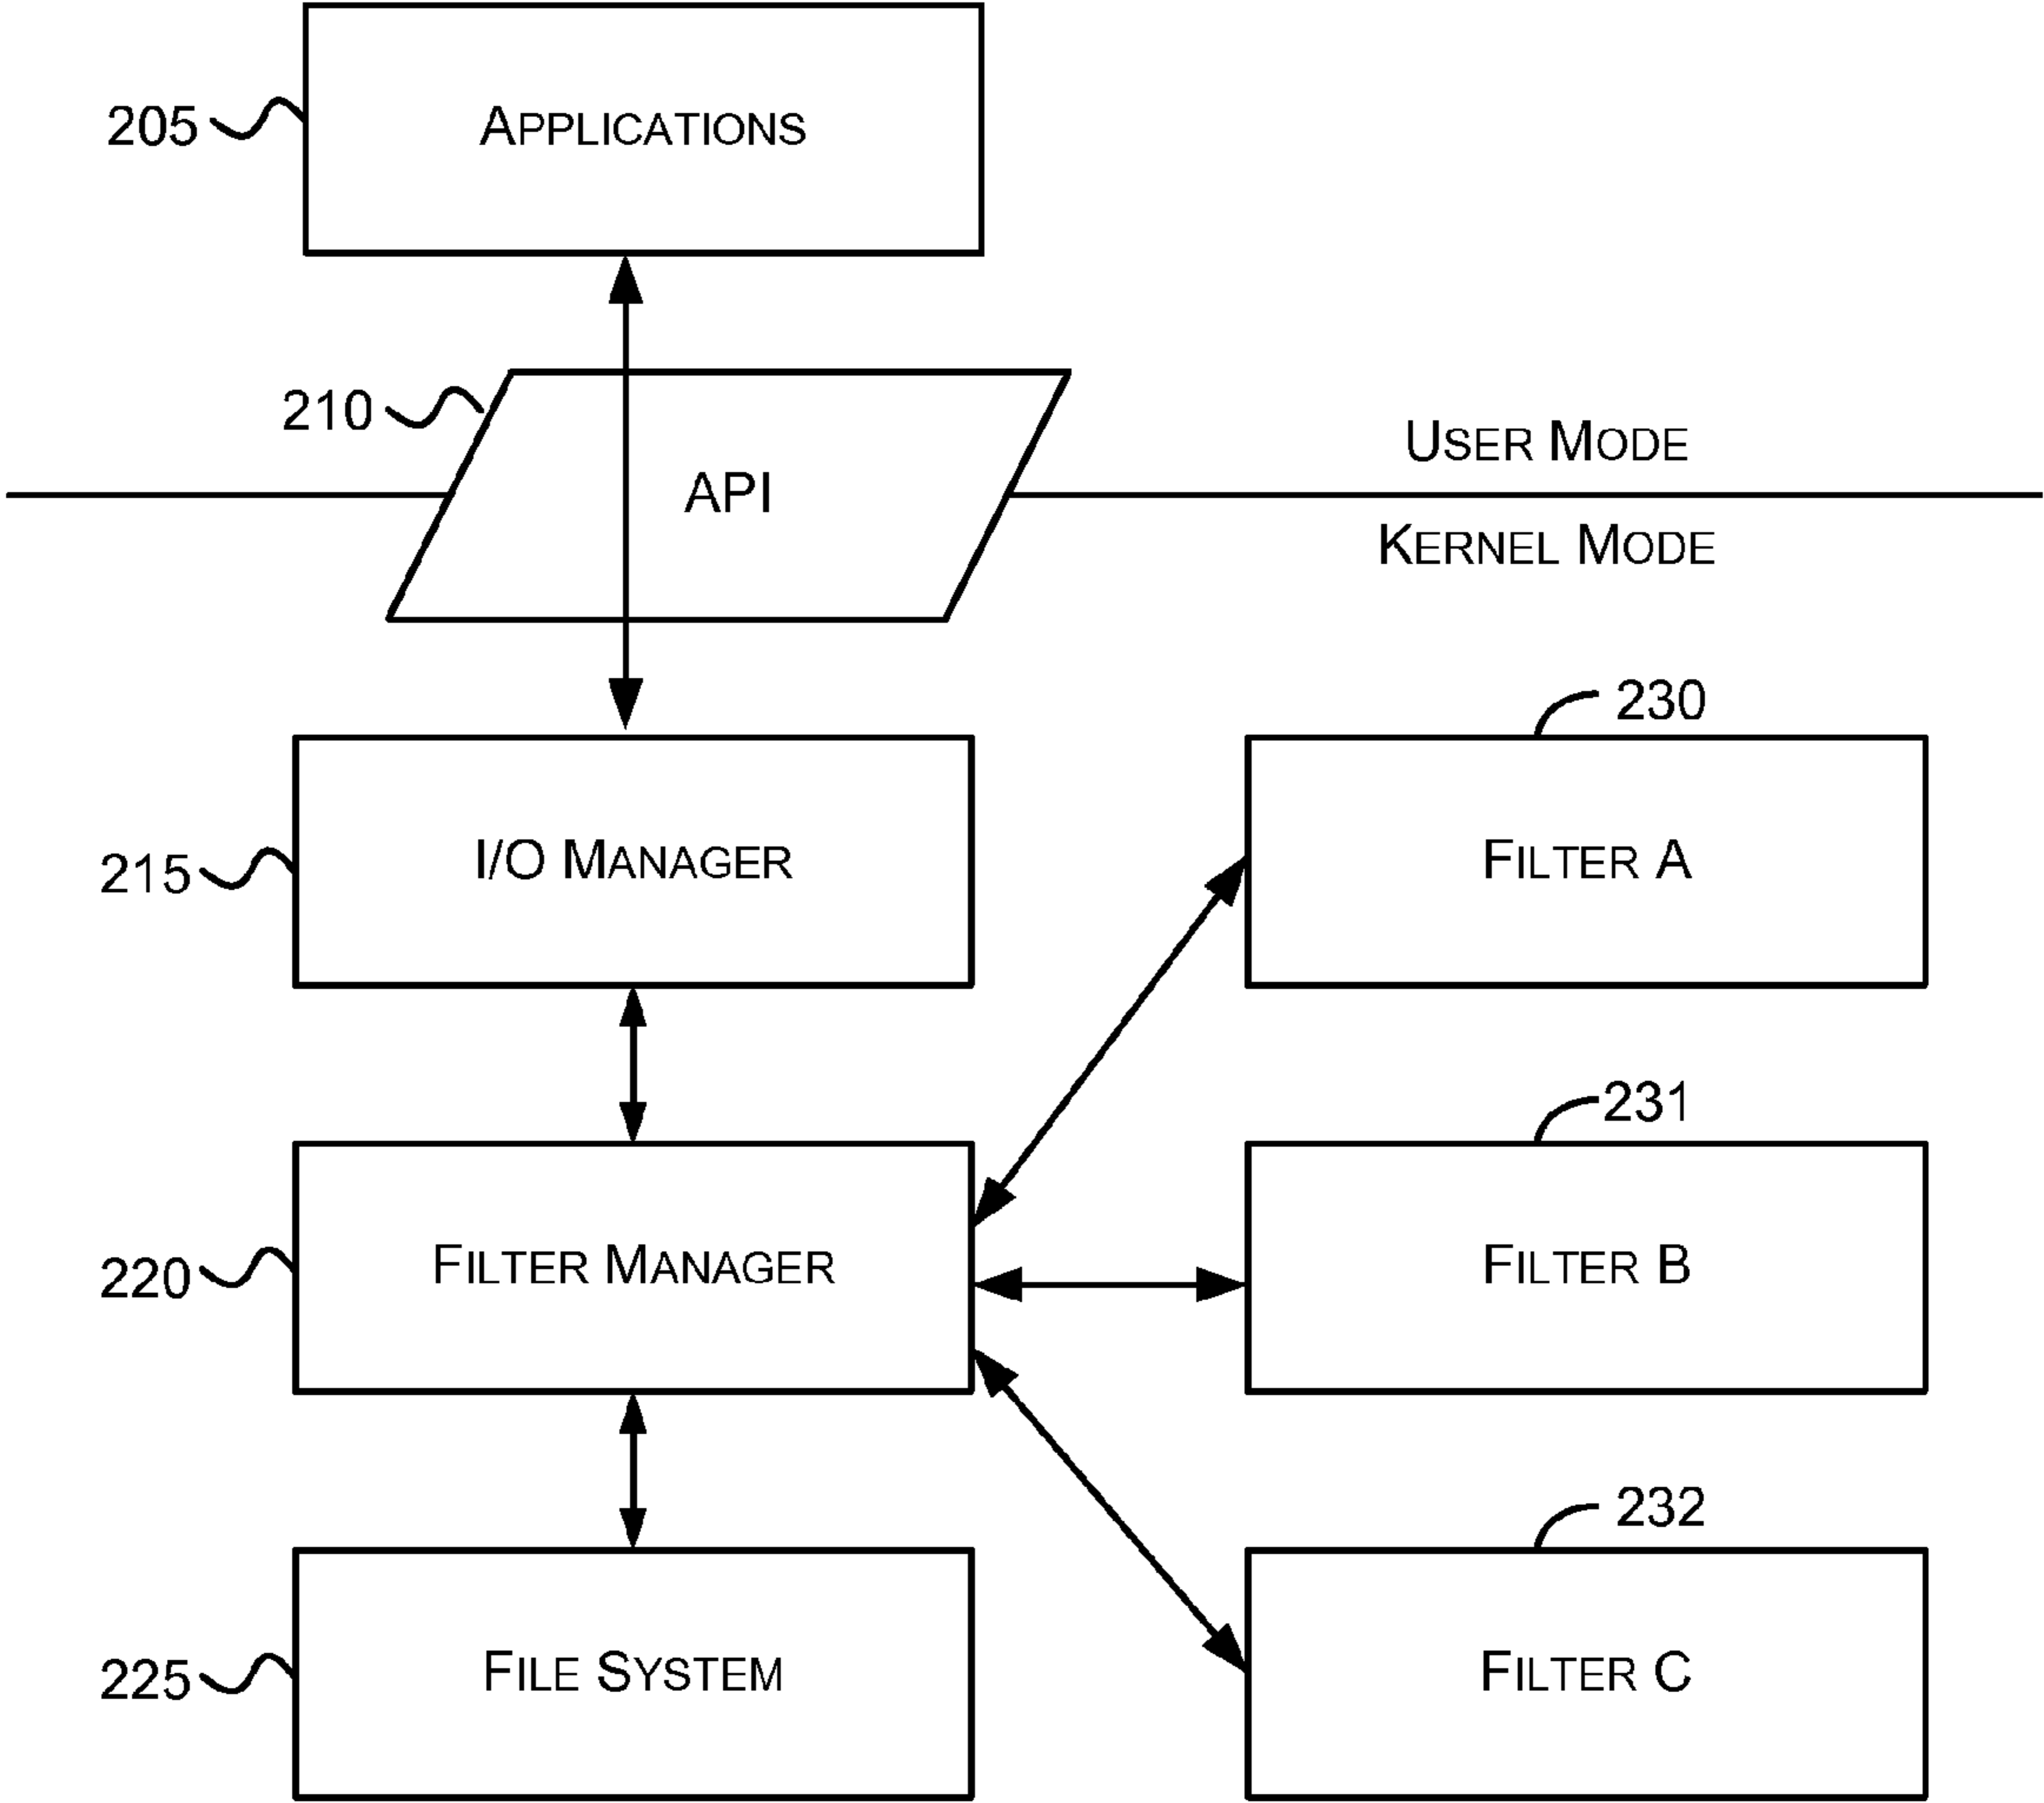 205 APPLICATIONS
210
API
USER MODE
KERNEL MODE
230
215 I/O MANAGER FILTER A
231
220 FILTER MANAGER FILTER B
232
225 FILE SYSTEM FILTER C